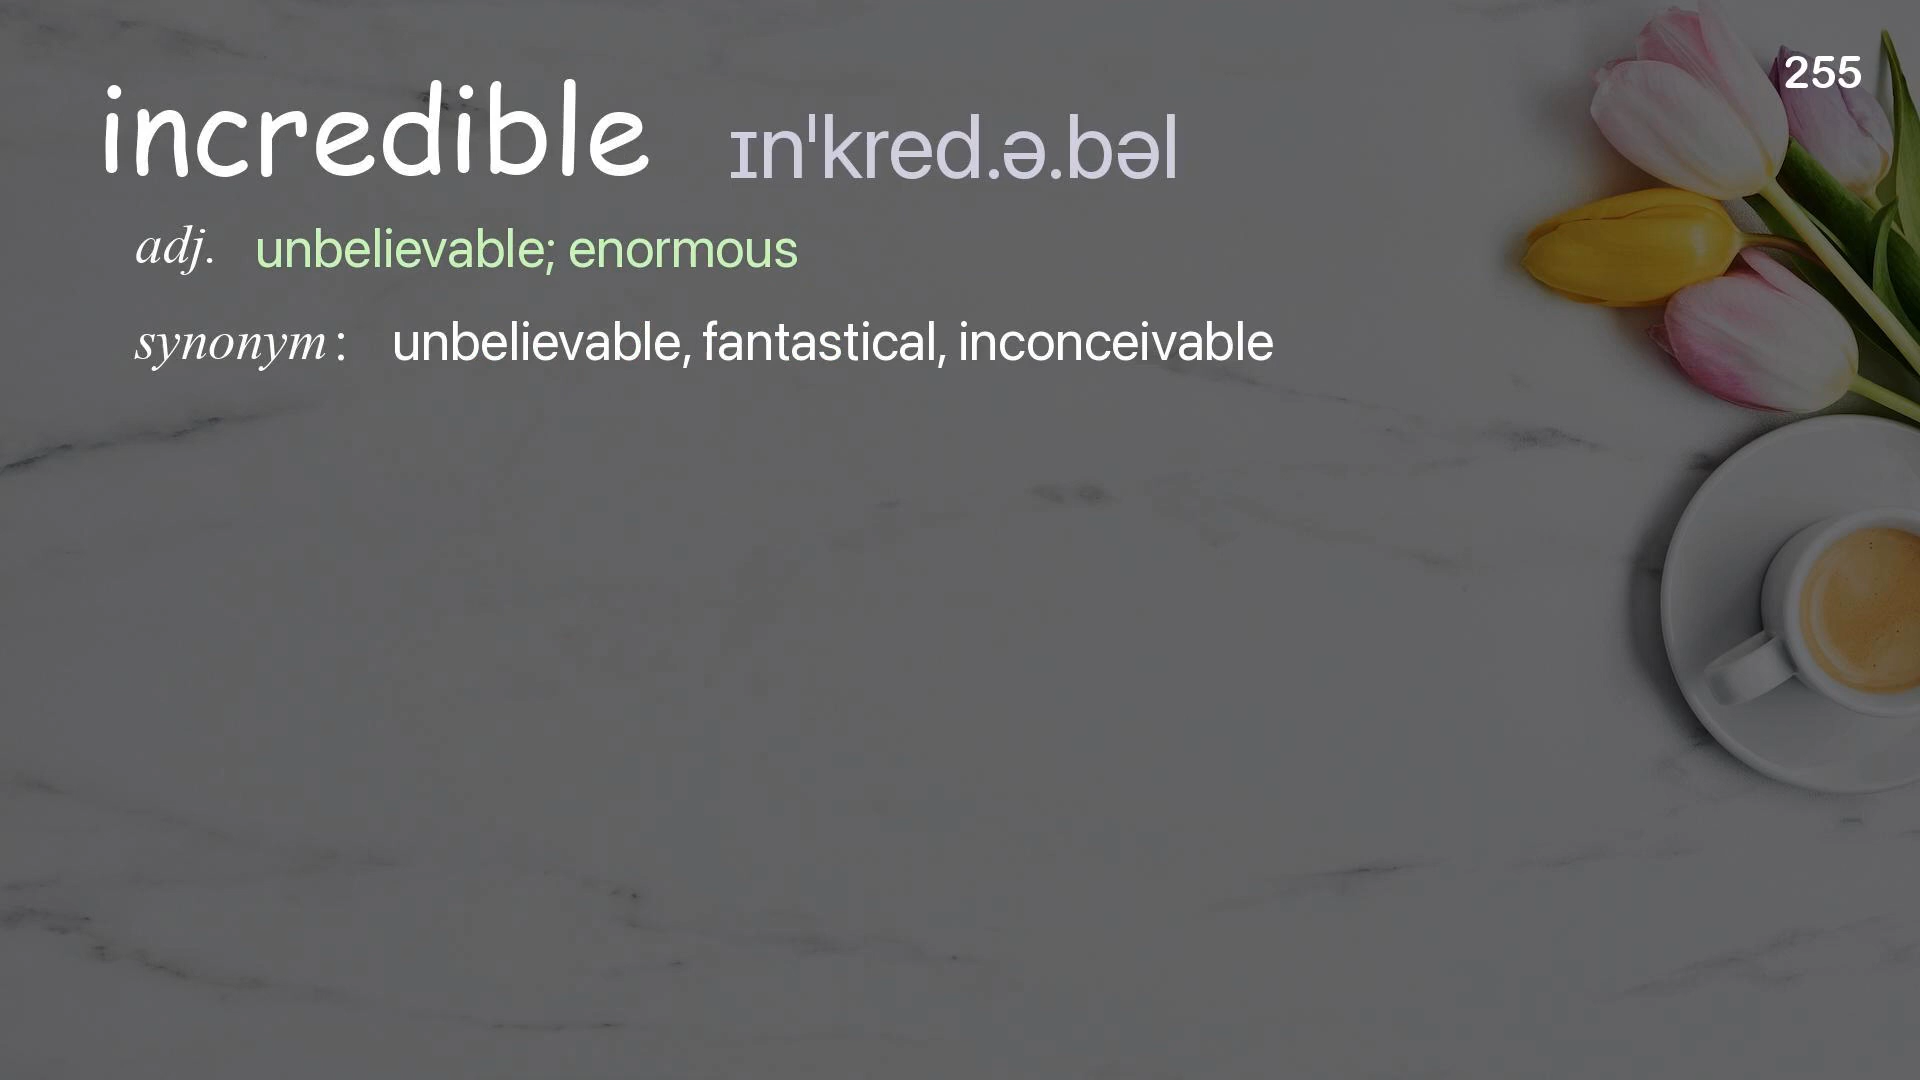 255
incredible ɪnˈkred.ə.bəl
adj. unbelievable; enormous
synonym: unbelievable, fantastical, inconceivable